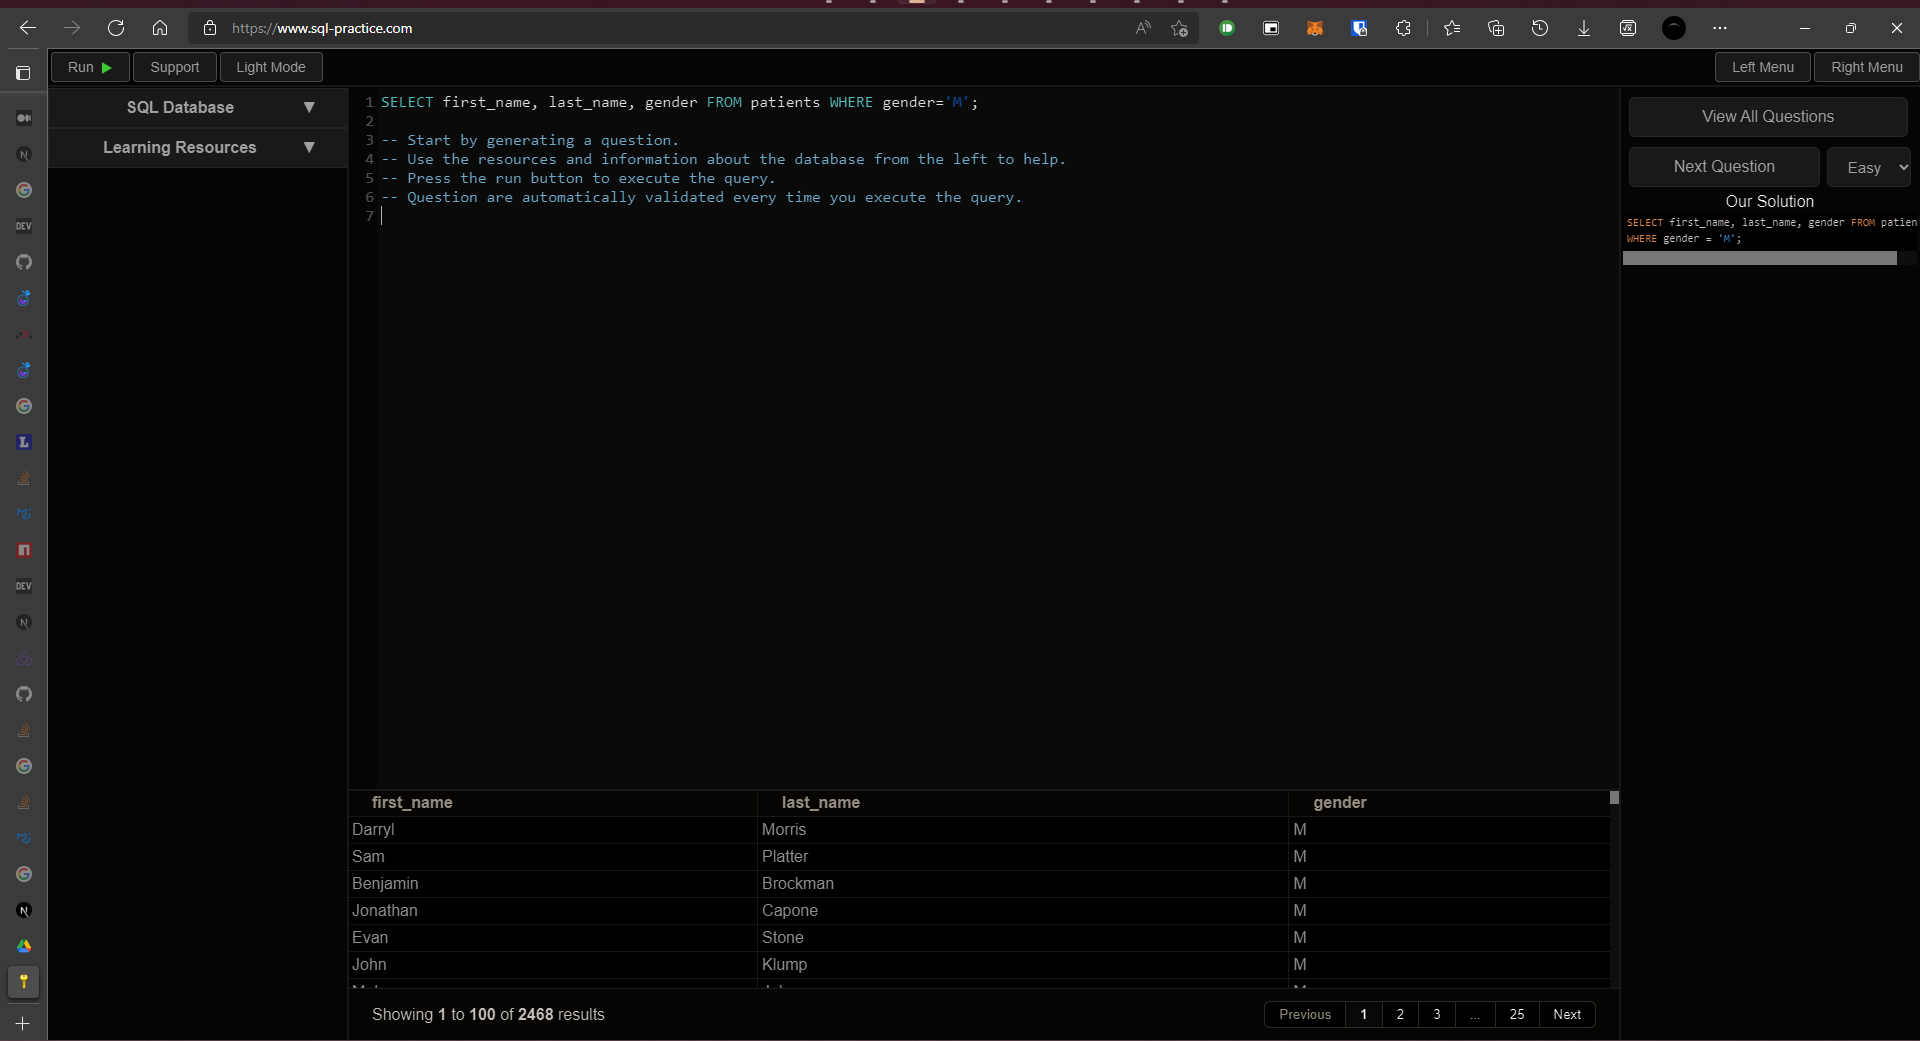 https://www.sql-practice.com
Run Support Light Mode Left Menu Right Menu
SQL Database
Learning Resources
1 SELECT first_name, last_name, gender FROM patients WHERE gender='M';
2
3 -- Start by generating a question.
4 -- Use the resources and information about the database from the left to help.
5 -- Press the run button to execute the query.
6 -- Question are automatically validated every time you execute the query.
7
View All Questions
Next Question Easy
Our Solution
SELECT first_name, last_name, gender FROM patien
WHERE gender = 'M';
DEV
DEV
first_name last_name gender
Darryl Morris M
Sam Platter M
Benjamin Brockman M
Jonathan Capone M
Evan Stone M
John Klump M
Showing 1 to 100 of 2468 results
Previous 1 2 3 ... 25 Next